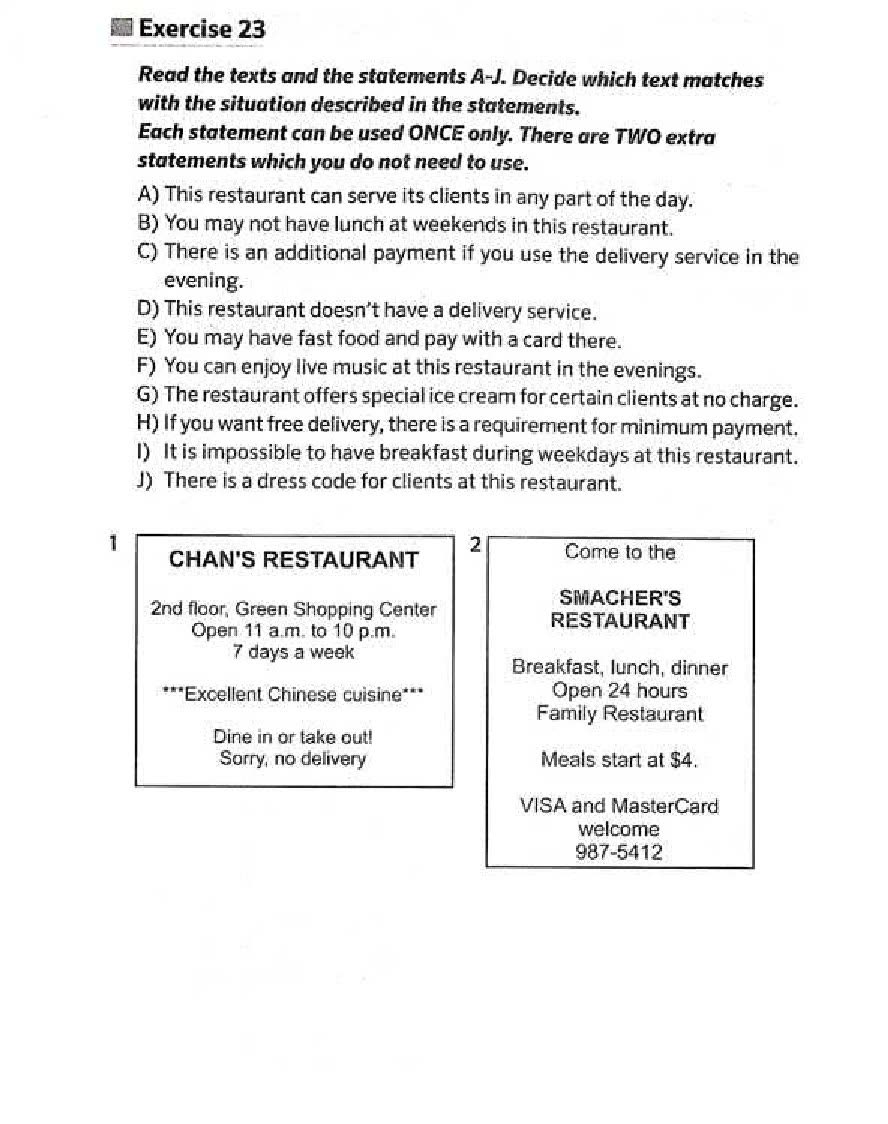 Exercise 23
Read the texts and the statements A-J. Decide which text matches
with the situation described in the statements.
Each statement can be used ONCE only. There are TWO extra
statements which you do not need to use.
A) This restaurant can serve its clients in any part of the day.
B) You may not have lunch at weekends in this restaurant.
C) There is an additional payment if you use the delivery service in the
evening.
D) This restaurant doesn't have a delivery service.
E) You may have fast food and pay with a card there.
F) You can enjoy live music at this restaurant in the evenings.
G) The restaurant offers special ice cream for certain clients at no charge.
H) If you want free delivery, there is a requirement for minimum payment.
I) It is impossible to have breakfast during weekdays at this restaurant.
J) There is a dress code for clients at this restaurant.
1
CHAN'S RESTAURANT
2nd floor, Green Shopping Center
Open 11 a.m. to 10 p.m.
7 days a week
***Excellent Chinese cuisine***
Dine in or take out!
Sorry, no delivery
2
Come to the
SMACHER'S
RESTAURANT
Breakfast, lunch, dinner
Open 24 hours
Family Restaurant
Meals start at $4.
VISA and MasterCard
welcome
987-5412